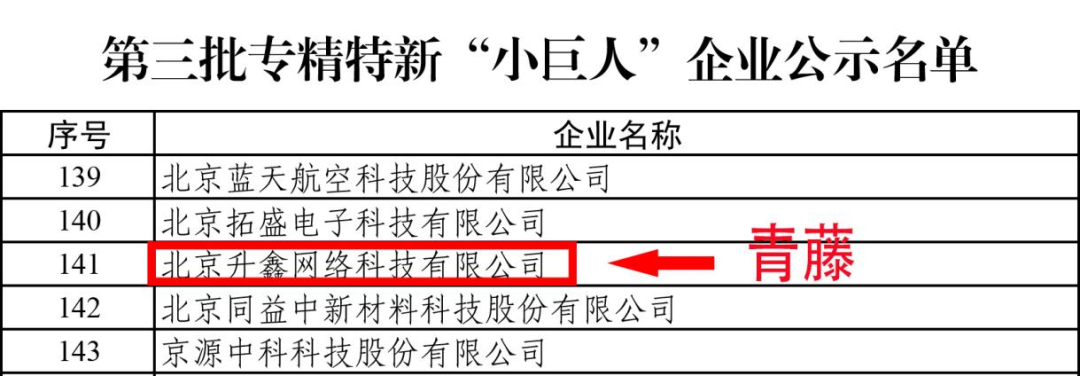 第三批专精特新“小巨人”企业公示名单
序号 企业名称
139 北京蓝天航空科技股份有限公司
140 北京拓盛电子科技有限公司
141 北京升鑫网络科技有限公司 青藤
142 北京同益中新材料科技股份有限公司
143 京源中科科技股份有限公司